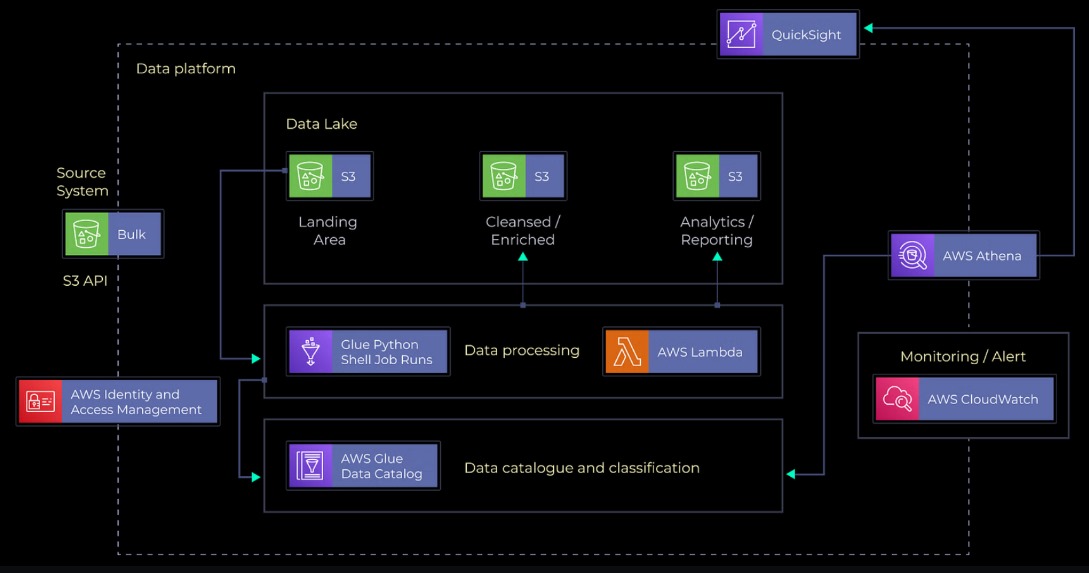 QuickSight
Data platform
Data Lake
Source
System
S3
S3
S3
Landing
Area
Cleansed /
Enriched
Analytics /
Reporting
Bulk
S3 API
AWS Athena
Glue Python
Shell Job Runs
Data processing
AWS Lambda
Monitoring / Alert
AWS CloudWatch
AWS Identity and
Access Management
AWS Glue
Data Catalog
Data catalogue and classification